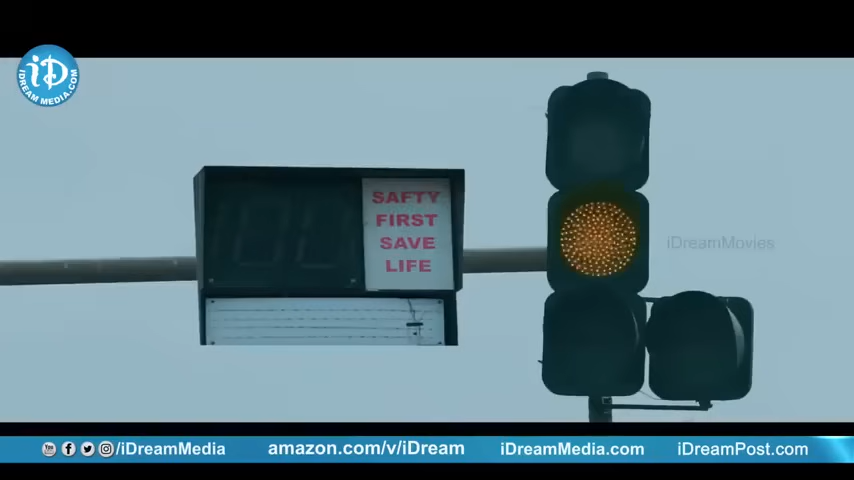 iD
iDREAM MEDIA.COM
SAFTY
FIRST
SAVE
LIFE
iDreamMovies
/iDreamMedia
amazon.com/v/iDream
iDreamMedia.com
iDreamPost.com